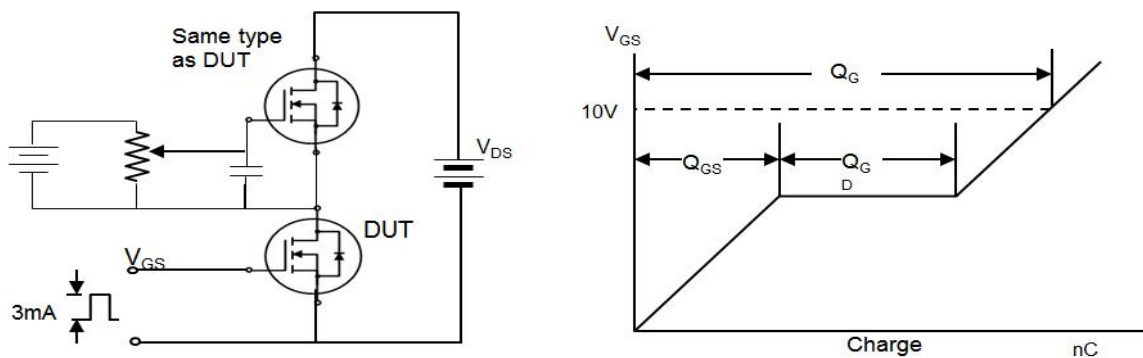 Same type
as DUT
V_DS
DUT
V_GS
3mA
V_GS
Q_G
10V
Q_GS
Q_G
D
Charge
nC